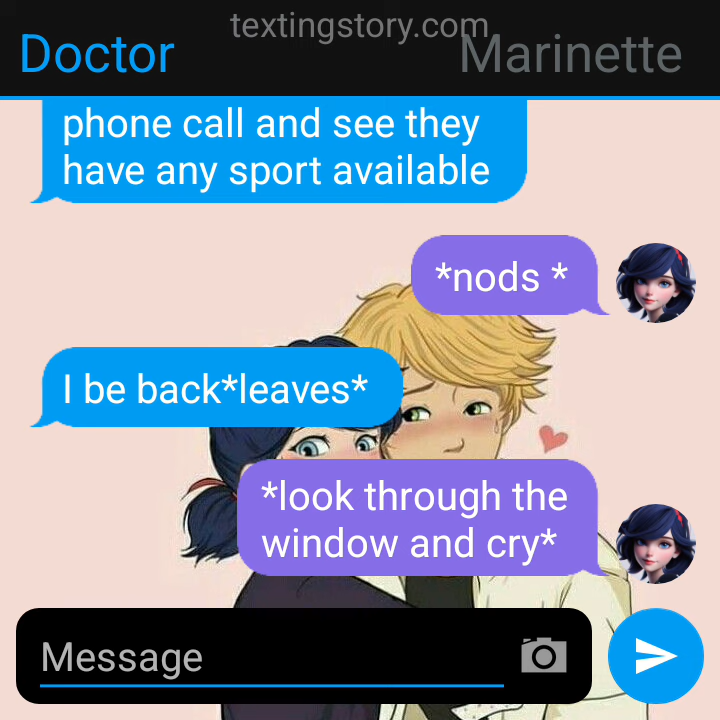 textingstory.com
Doctor
Marinette
phone call and see they
have any sport available
*nods *
I be back*leaves*
*look through the
window and cry*
Message